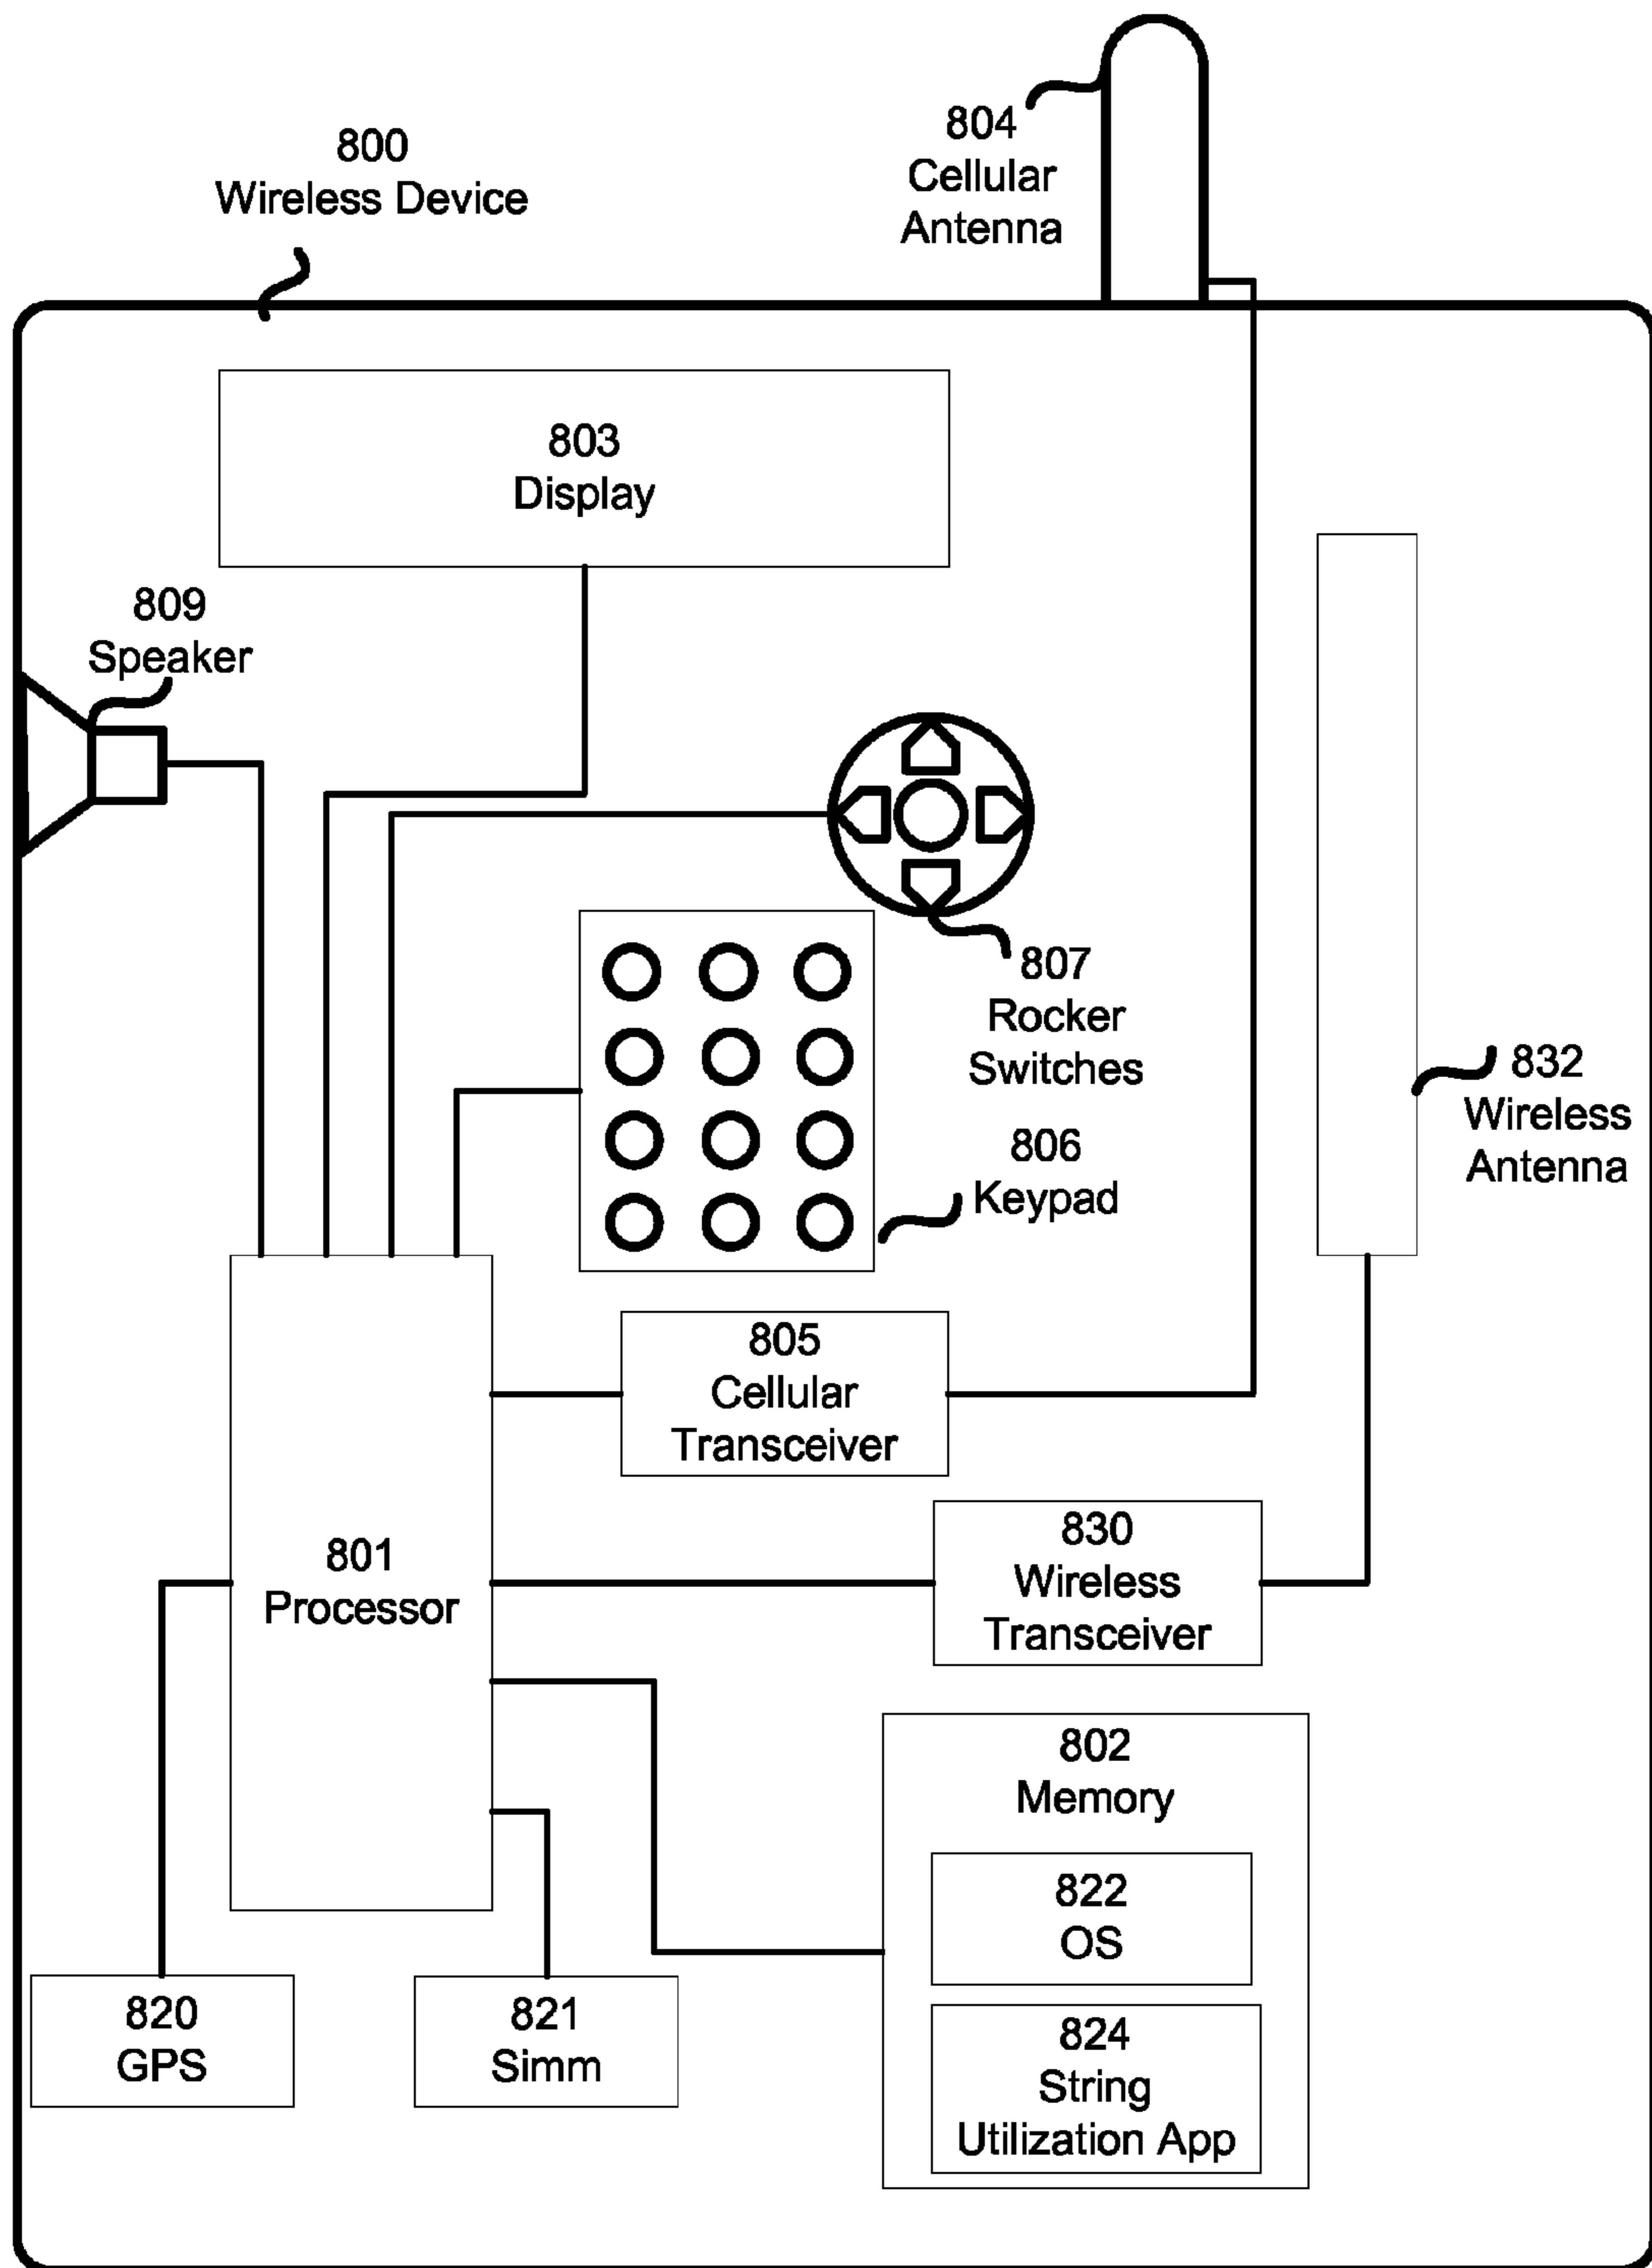 804
Cellular
Antenna
800
Wireless Device
803
Display
809
Speaker
807
Rocker
Switches
832
Wireless
Antenna
806
Keypad
805
Cellular
Transceiver
830
Wireless
Transceiver
801
Processor
802
Memory
822
OS
820
GPS
821
Simm
824
String
Utilization App